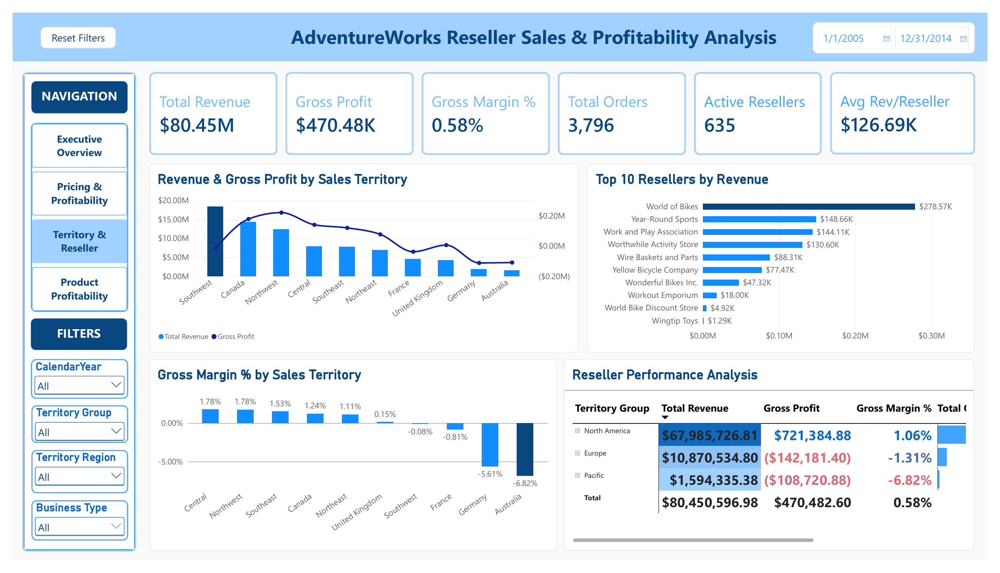 Reset Filters
AdventureWorks Reseller Sales & Profitability Analysis
1/1/2005
12/31/2014
NAVIGATION
Executive
Overview
Pricing &
Profitability
Territory &
Reseller
Product
Profitability
FILTERS
CalendarYear
All
Territory Group
All
Territory Region
All
Business Type
All
Total Revenue
$80.45M
Gross Profit
$470.48K
Gross Margin %
0.58%
Total Orders
3,796
Active Resellers
635
Avg Rev/Reseller
$126.69K
Revenue & Gross Profit by Sales Territory
$20.00M
$15.00M
$10.00M
$5.00M
$0.00M
$0.20M
$0.00M
($0.20M)
Southwest
Canada
Northwest
Central
Southeast
Northeast
France
United Kingdom
Germany
Australia
Total Revenue
Gross Profit
Top 10 Resellers by Revenue
World of Bikes $278.57K
Year-Round Sports $148.66K
Work and Play Association $144.11K
Worthwhile Activity Store $130.60K
Wire Baskets and Parts $88.31K
Yellow Bicycle Company $77.47K
Wonderful Bikes Inc. $47.32K
Workout Emporium $18.00K
World Bike Discount Store $4.92K
Wingtip Toys $1.29K
$0.00M $0.10M $0.20M $0.30M
Gross Margin % by Sales Territory
1.78% 1.78% 1.53% 1.24% 1.11% 0.15% -0.08% -0.81% -5.61% -6.82%
0.00%
-5.00%
Central
Northwest
Southeast
Canada
Northeast
United Kingdom
Southwest
France
Germany
Australia
Reseller Performance Analysis
Territory Group Total Revenue Gross Profit Gross Margin % Total
North America $67,985,726.81 $721,384.88 1.06%
Europe $10,870,534.80 ($142,181.40) -1.31%
Pacific $1,594,335.38 ($108,720.88) -6.82%
Total $80,450,596.98 $470,482.60 0.58%